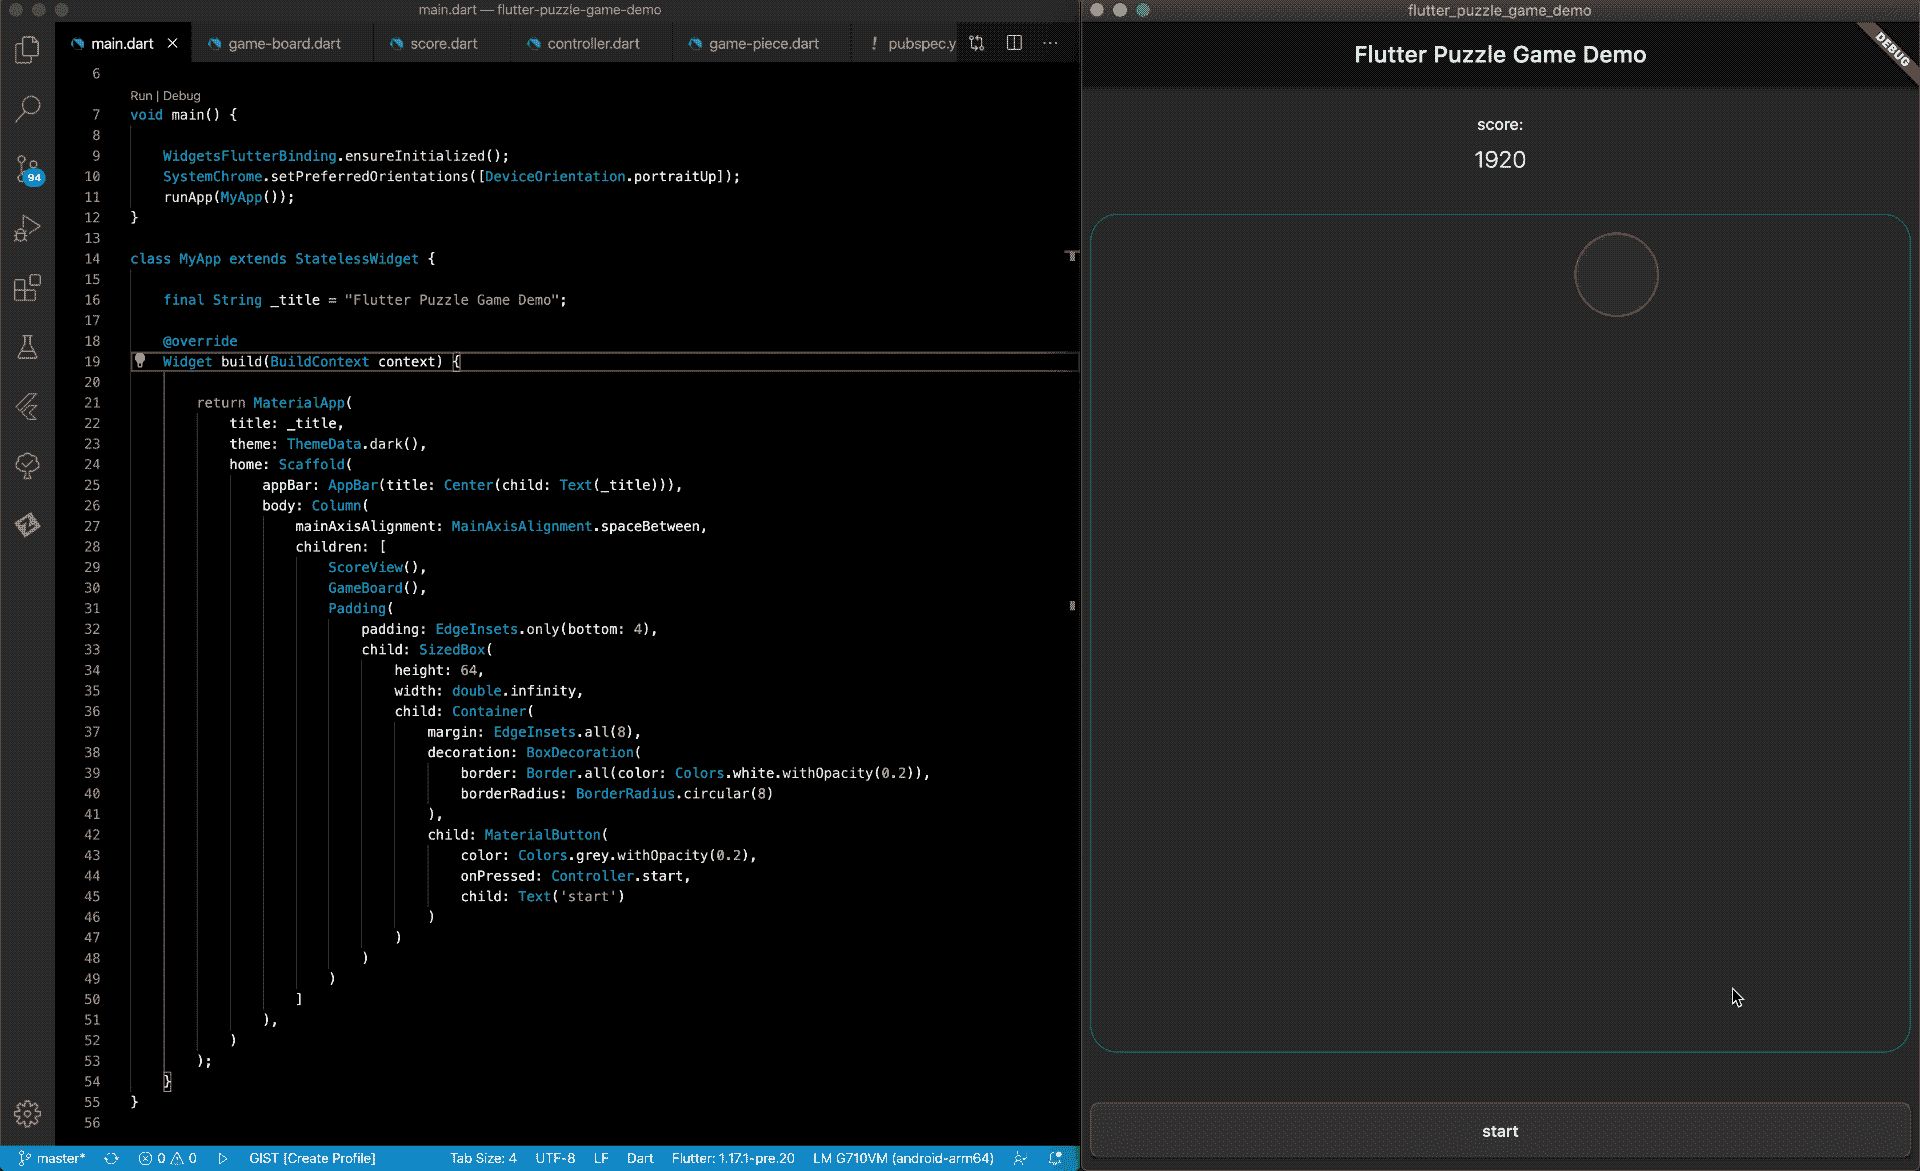 main.dart — flutter-puzzle-game-demo
main.dart
game-board.dart
score.dart
controller.dart
game-piece.dart
! pubspec.y
94
6
Run | Debug
7 void main() {
8
9 WidgetsFlutterBinding.ensureInitialized();
10 SystemChrome.setPreferredOrientations([DeviceOrientation.portraitUp]);
11 runApp(MyApp());
12 }
13
14 class MyApp extends StatelessWidget {
15
16 final String _title = "Flutter Puzzle Game Demo";
17
18 @override
19 Widget build(BuildContext context) {
20
21 return MaterialApp(
22 title: _title,
23 theme: ThemeData.dark(),
24 home: Scaffold(
25 appBar: AppBar(title: Center(child: Text(_title))),
26 body: Column(
27 mainAxisAlignment: MainAxisAlignment.spaceBetween,
28 children: [
29 ScoreView(),
30 GameBoard(),
31 Padding(
32 padding: EdgeInsets.only(bottom: 4),
33 child: SizedBox(
34 height: 64,
35 width: double.infinity,
36 child: Container(
37 margin: EdgeInsets.all(8),
38 decoration: BoxDecoration(
39 border: Border.all(color: Colors.white.withOpacity(0.2)),
40 borderRadius: BorderRadius.circular(8)
41 ),
42 child: MaterialButton(
43 color: Colors.grey.withOpacity(0.2),
44 onPressed: Controller.start,
45 child: Text('start')
46 )
47 )
48 )
49 )
50 ]
51 ),
52 )
53 );
54 }
55 }
56
master* 0 0 GIST [Create Profile] Tab Size: 4 UTF-8 LF Dart Flutter: 1.17.1-pre.20 LM G710VM (android-arm64)
flutter_puzzle_game_demo
Flutter Puzzle Game Demo
DEBUG
score:
1920
start